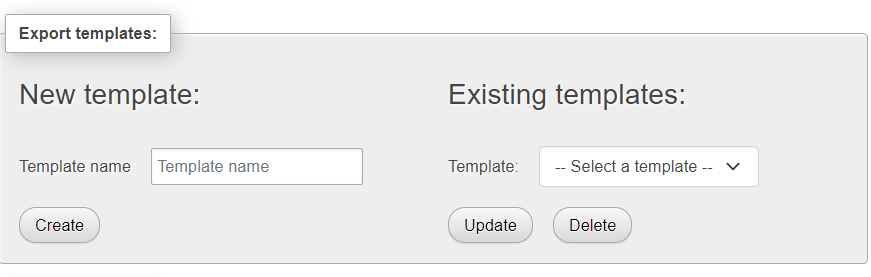 Export templates:
New template:
Template name
Template name
Create
Existing templates:
Template:
-- Select a template --
Update
Delete